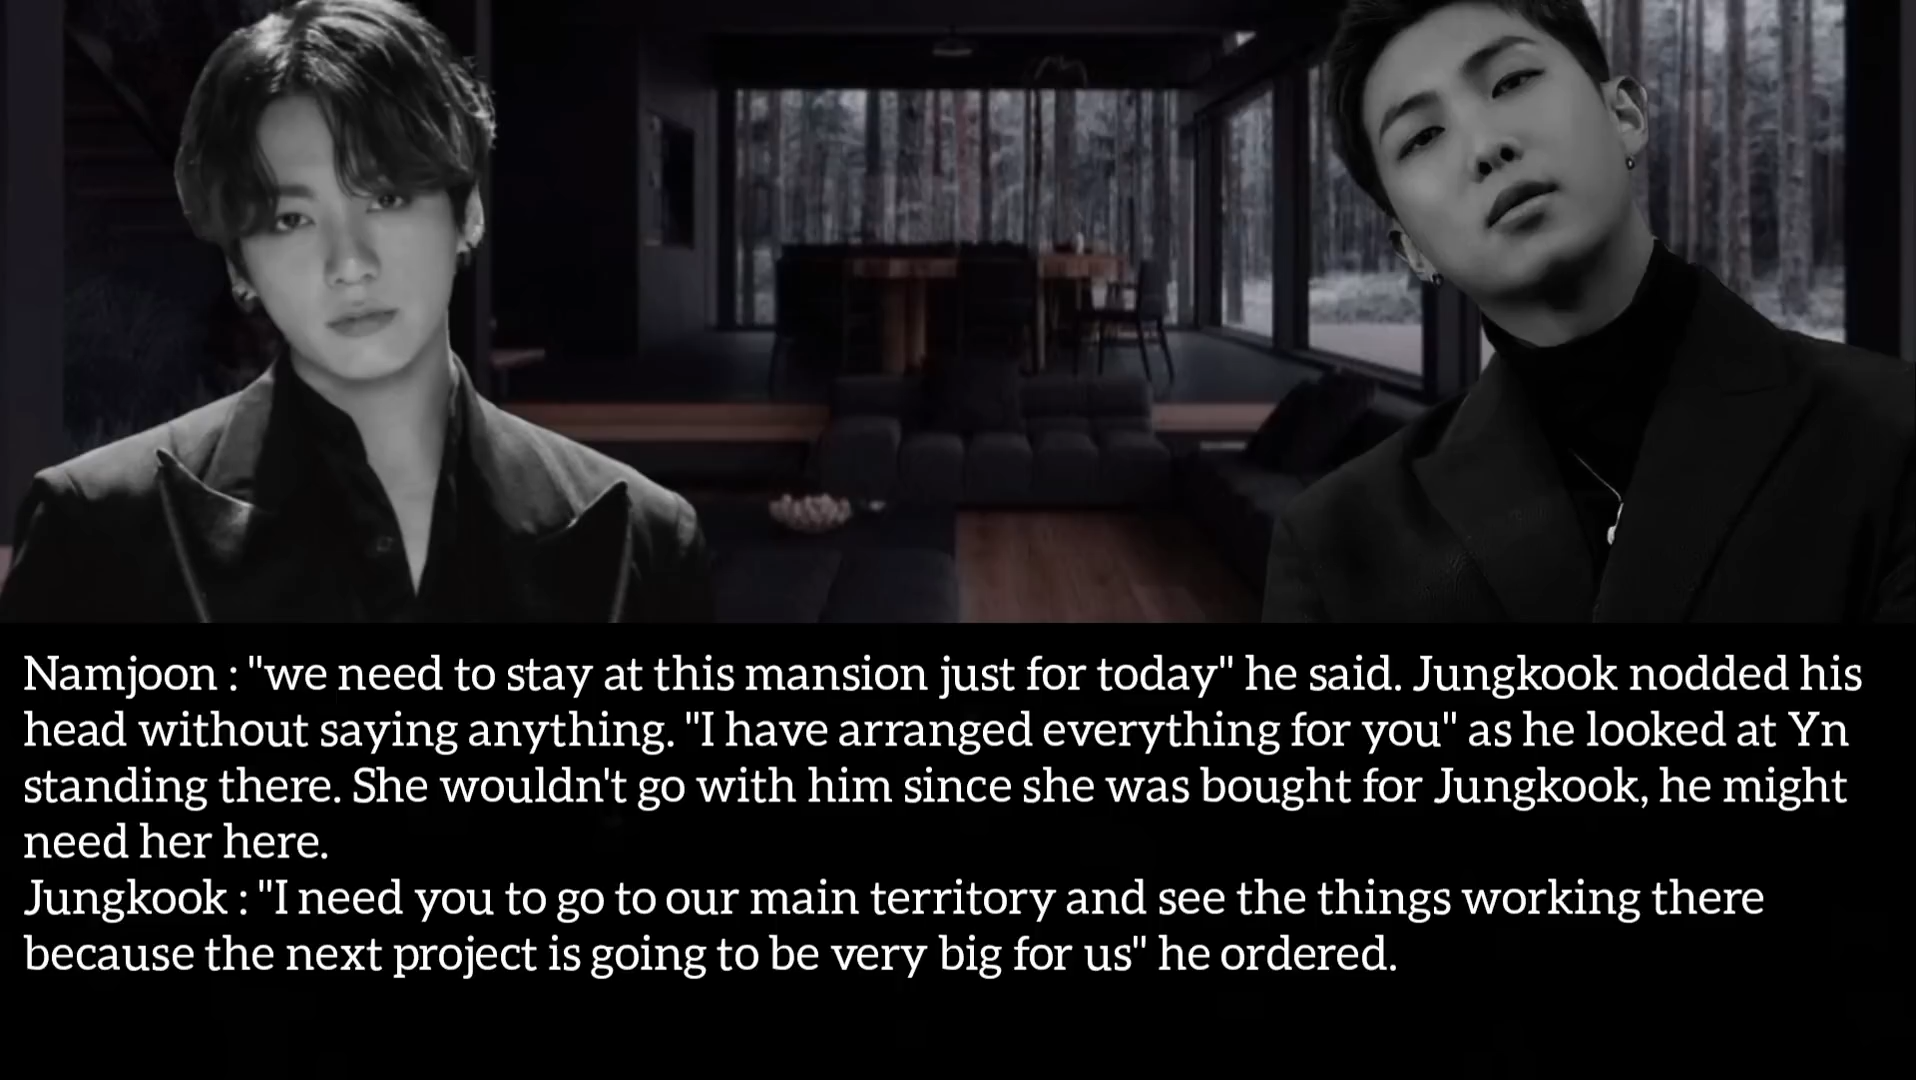 Namjoon : "we need to stay at this mansion just for today" he said. Jungkook nodded his
head without saying anything. "I have arranged everything for you" as he looked at Yn
standing there. She wouldn't go with him since she was bought for Jungkook, he might
need her here.
Jungkook : "I need you to go to our main territory and see the things working there
because the next project is going to be very big for us" he ordered.